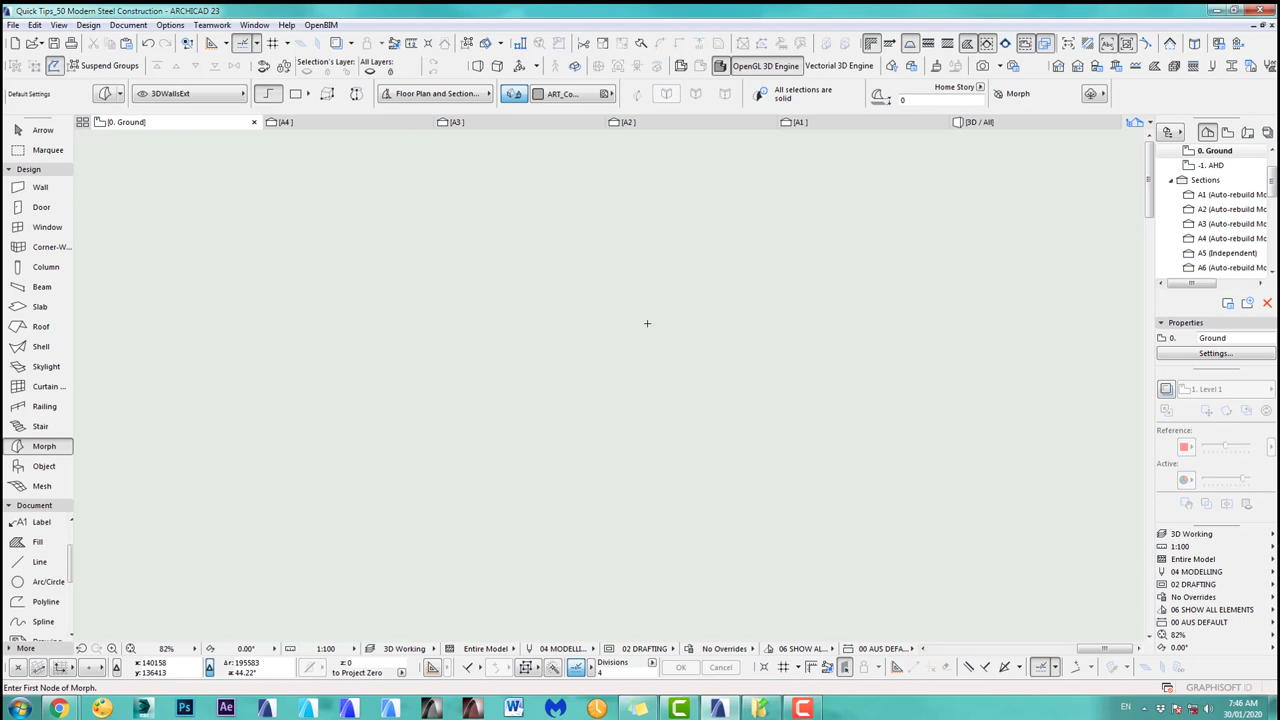 Quick Tips_50 Modern Steel Construction - ARCHICAD 23
File Edit View Design Document Options Teamwork Window Help OpenBIM
Suspend Groups
Selection's Layer:
All Layers:
OpenGL 3D Engine
Vectorial 3D Engine
Default Settings
3DWallsExt
Floor Plan and Section...
ART_Co...
All selections are solid
Home Story
0
Morph
[0. Ground]
[A4 ]
[A3 ]
[A2 ]
[A1 ]
[3D / All]
Arrow
Marquee
Design
Wall
Door
Window
Corner-W...
Column
Beam
Slab
Roof
Shell
Skylight
Curtain ...
Railing
Stair
Morph
Object
Mesh
Document
A1 Label
Fill
Line
Arc/Circle
Polyline
Spline
More
0. Ground
-1. AHD
Sections
A1 (Auto-rebuild Mo
A2 (Auto-rebuild Mo
A3 (Auto-rebuild Mo
A4 (Auto-rebuild Mo
A5 (Independent)
A6 (Auto-rebuild Mo
Properties
0. Ground
Settings...
1. Level 1
Reference:
Active:
3D Working
1:100
Entire Model
04 MODELLING
02 DRAFTING
No Overrides
06 SHOW ALL ELEMENTS
00 AUS DEFAULT
82%
0.00°
82%
0.00°
1:100
3D Working
Entire Model
04 MODELLI...
02 DRAFTING
No Overrides
06 SHOW AL...
00 AUS DEFA...
x: 140158
y: 136413
Δr: 195583
a: 44.22°
z: 0
to Project Zero
Divisions
4
OK
Cancel
Enter First Node of Morph.
GRAPHISOFT ID
EN
7:46 AM
30/01/2020